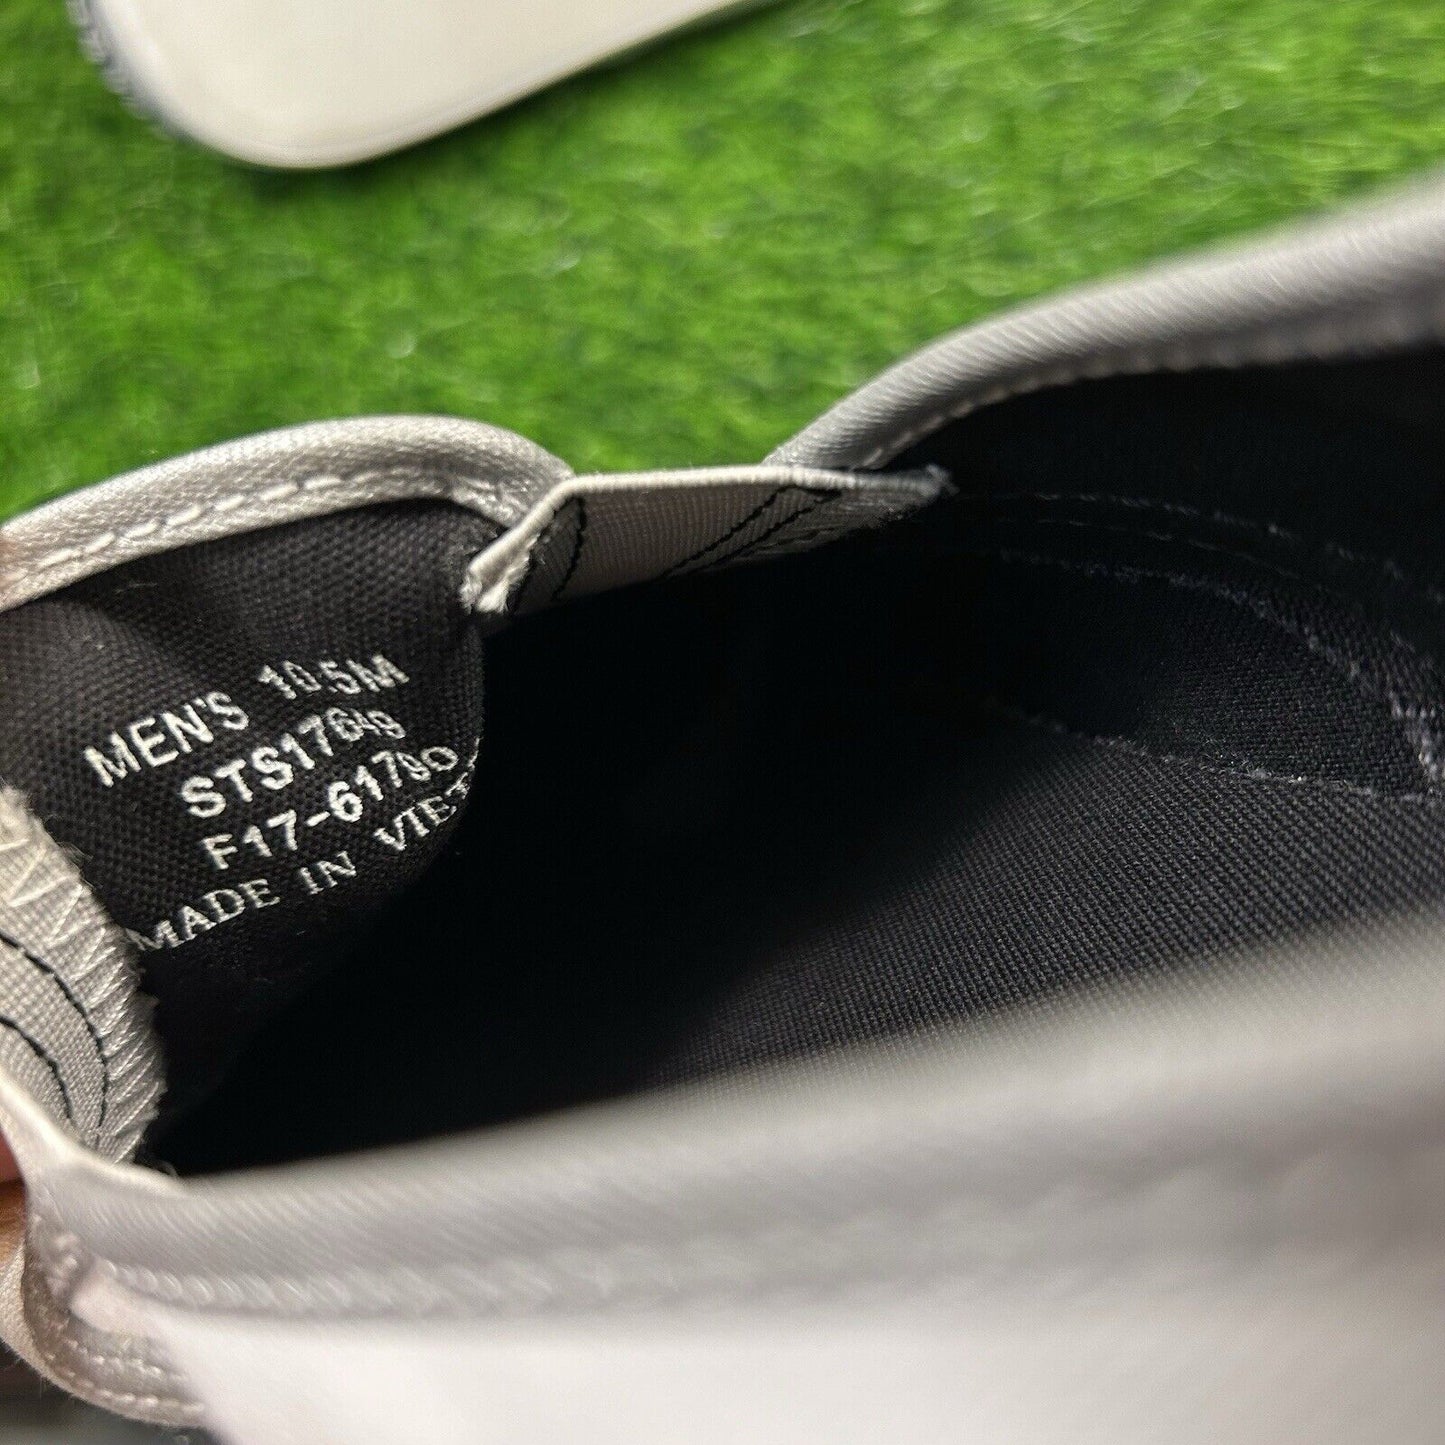 MEN'S 10.5M
STS17649
F17-61790
MADE IN VIET